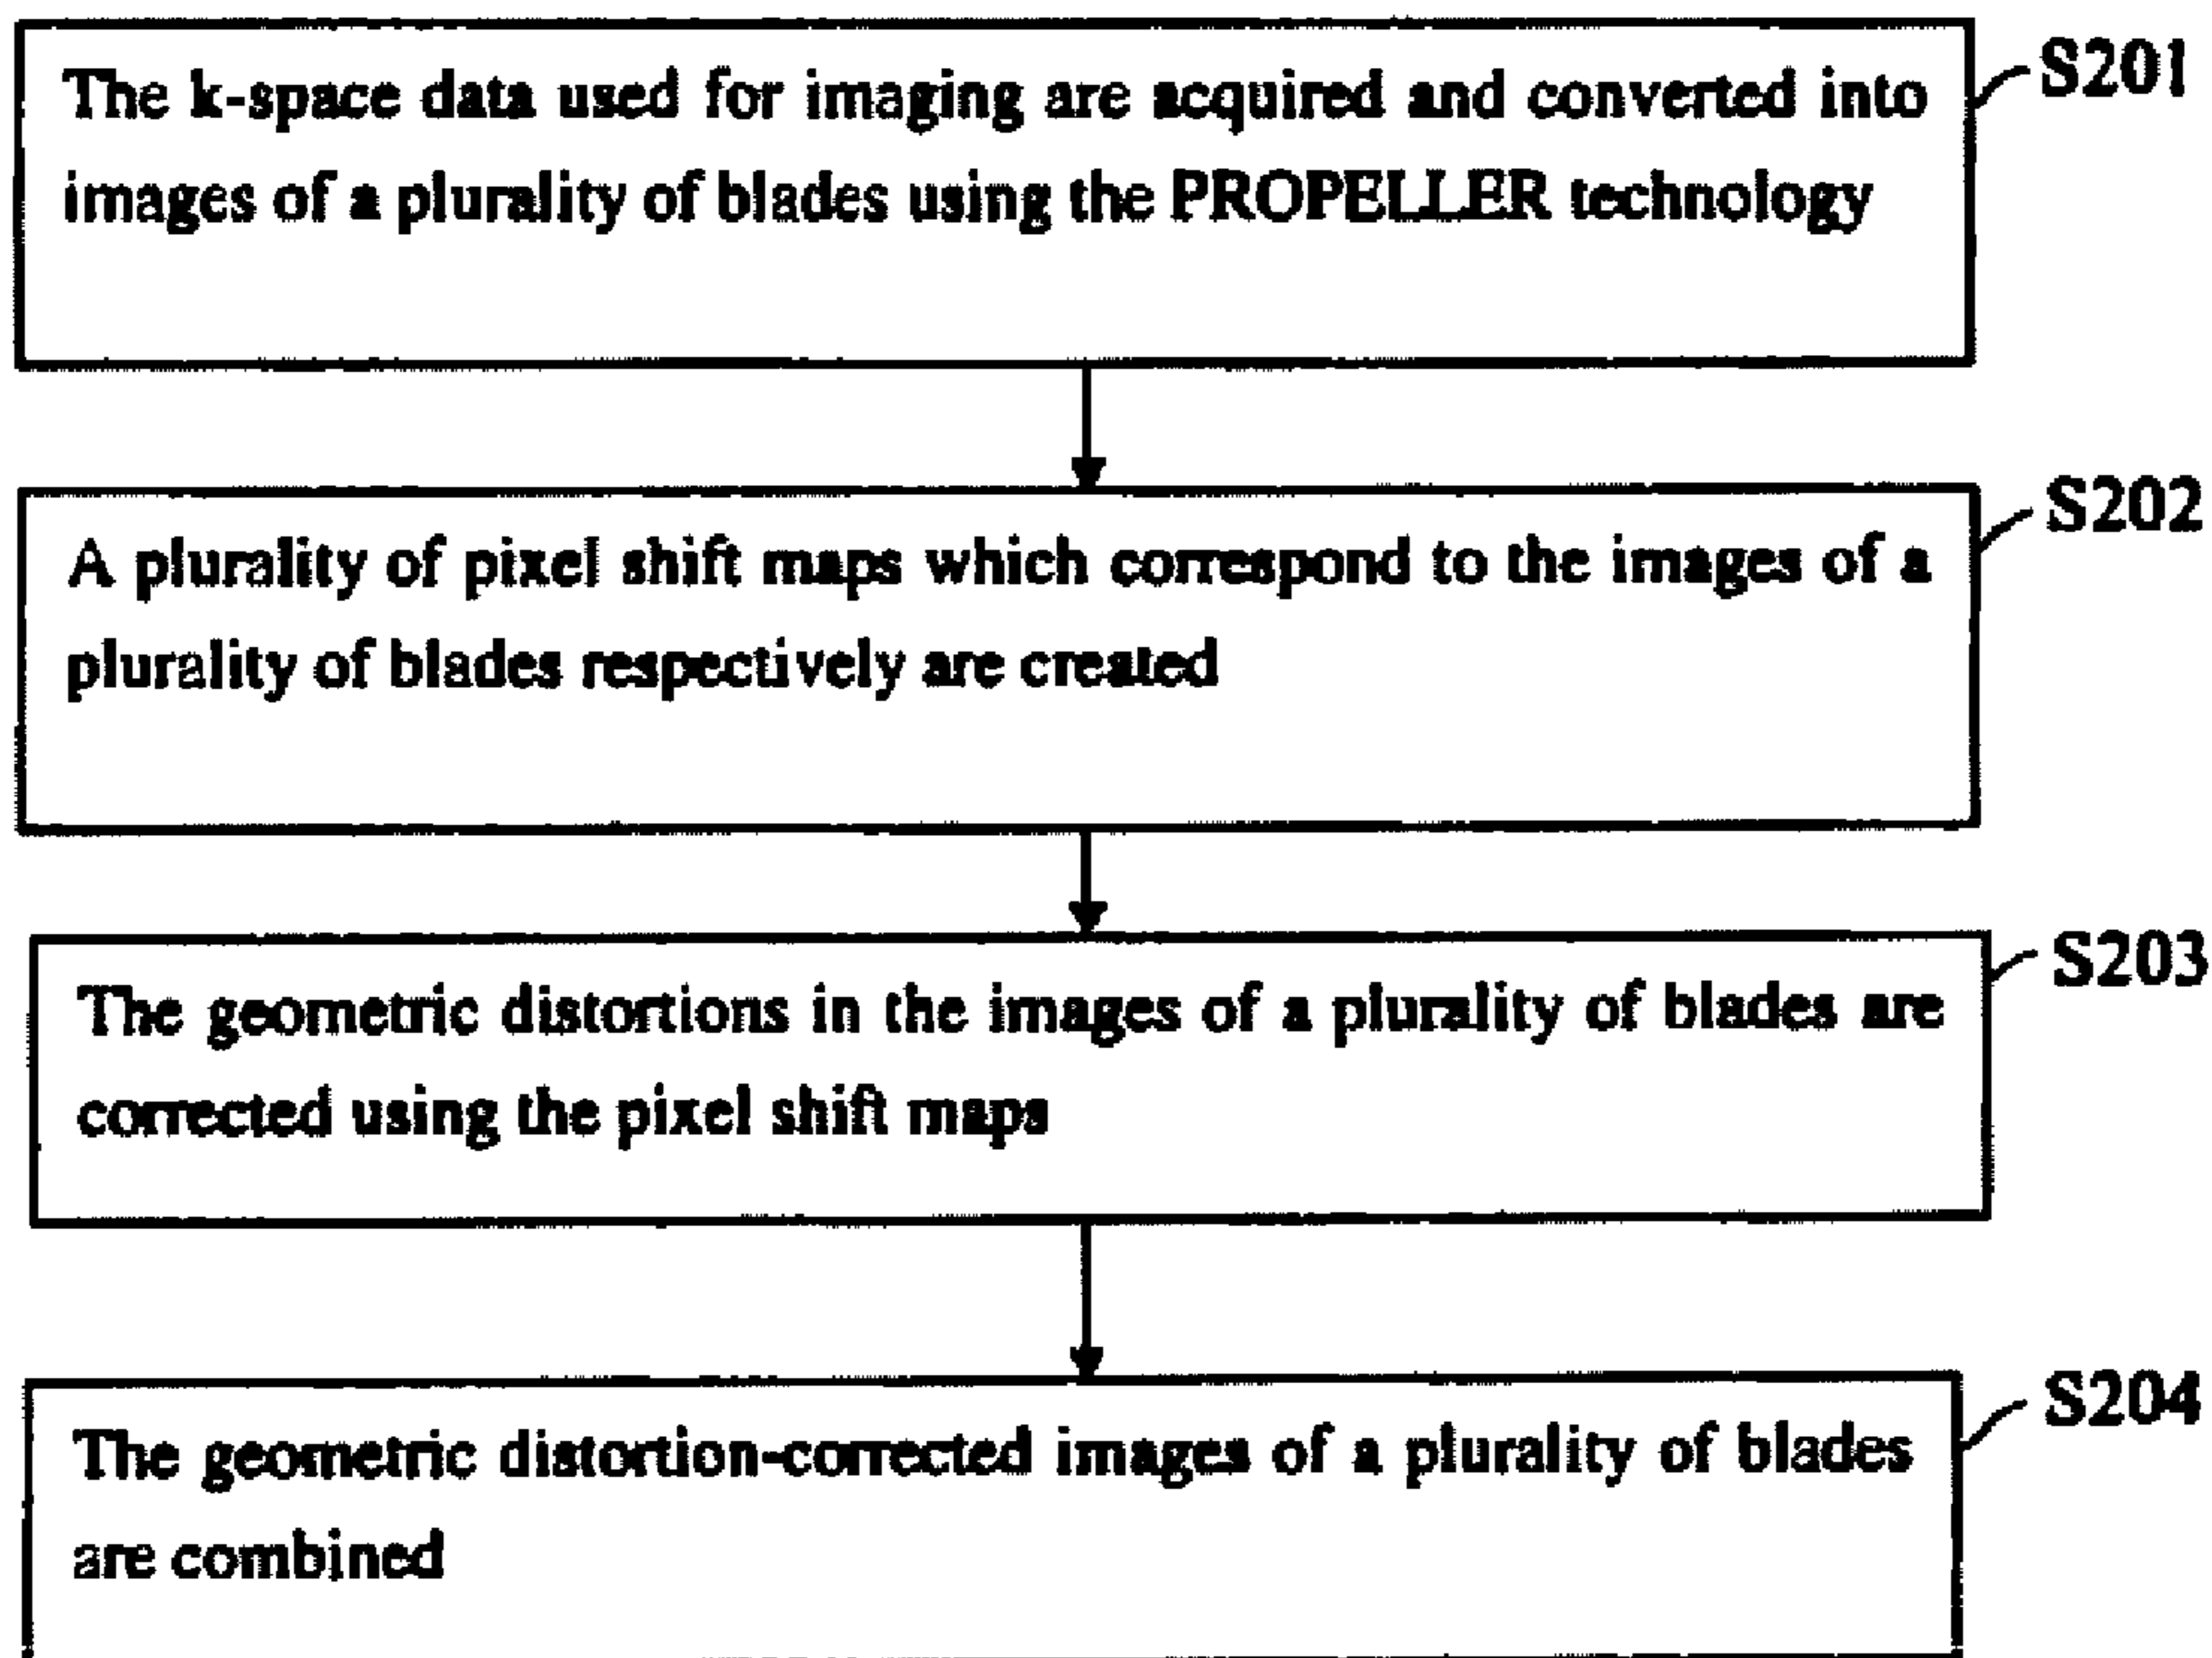 The k-space data used for imaging are acquired and converted into
images of a plurality of blades using the PROPELLER technology
S201
A plurality of pixel shift maps which correspond to the images of a
plurality of blades respectively are created
S202
The geometric distortions in the images of a plurality of blades are
corrected using the pixel shift maps
S203
The geometric distortion-corrected images of a plurality of blades
are combined
S204